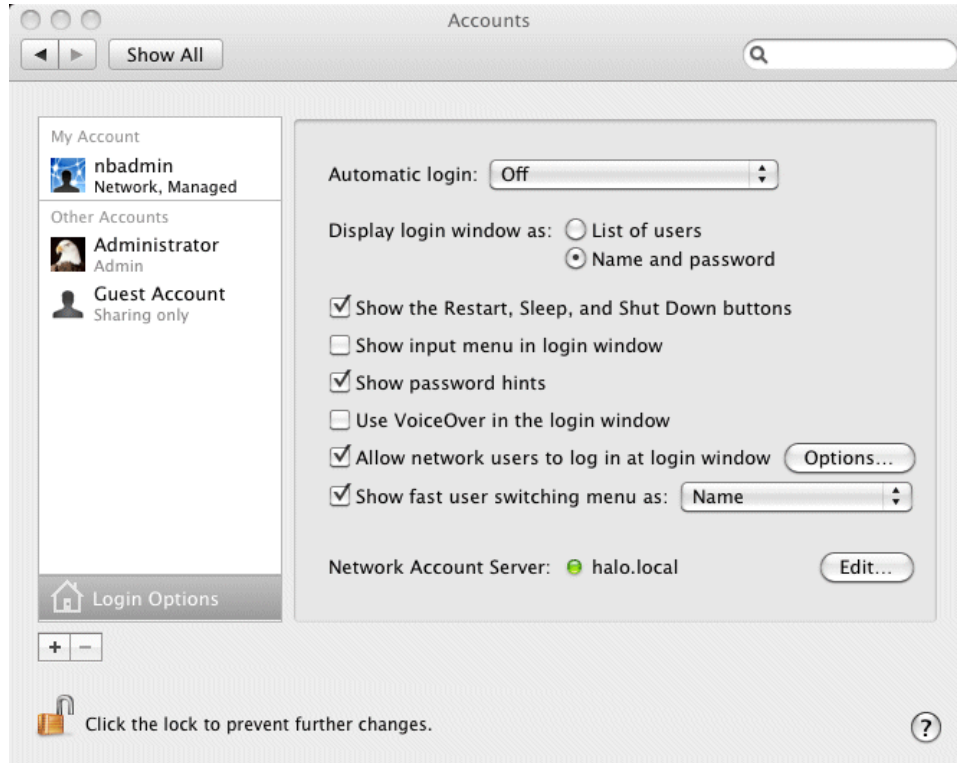 Accounts
Show All
My Account
nbadmin
Network, Managed
Other Accounts
Administrator
Admin
Guest Account
Sharing only
Login Options
+ −
Automatic login: Off
Display login window as: List of users
Name and password
Show the Restart, Sleep, and Shut Down buttons
Show input menu in login window
Show password hints
Use VoiceOver in the login window
Allow network users to log in at login window Options...
Show fast user switching menu as: Name
Network Account Server: halo.local Edit...
Click the lock to prevent further changes. ?